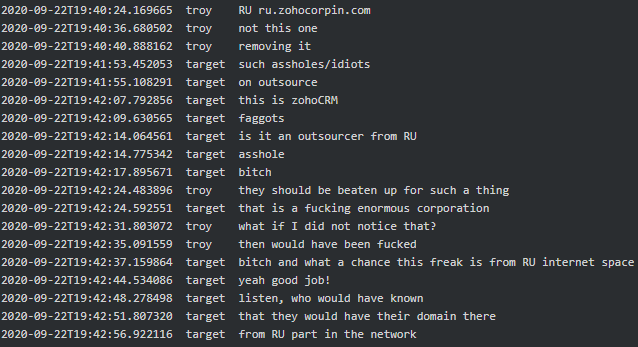 2020-09-22T19:40:24.169665 troy RU ru.zohocorpin.com
2020-09-22T19:40:36.680502 troy not this one
2020-09-22T19:40:40.888162 troy removing it
2020-09-22T19:41:53.452053 target such assholes/idiots
2020-09-22T19:41:55.108291 target on outsource
2020-09-22T19:42:07.792856 target this is zohoCRM
2020-09-22T19:42:09.630565 target faggots
2020-09-22T19:42:14.064561 target is it an outsourcer from RU
2020-09-22T19:42:14.775342 target asshole
2020-09-22T19:42:17.895671 target bitch
2020-09-22T19:42:24.483896 troy they should be beaten up for such a thing
2020-09-22T19:42:24.592551 target that is a fucking enormous corporation
2020-09-22T19:42:31.803072 troy what if I did not notice that?
2020-09-22T19:42:35.091559 troy then would have been fucked
2020-09-22T19:42:37.159864 target bitch and what a chance this freak is from RU internet space
2020-09-22T19:42:44.534086 target yeah good job!
2020-09-22T19:42:48.278498 target listen, who would have known
2020-09-22T19:42:51.807320 target that they would have their domain there
2020-09-22T19:42:56.922116 target from RU part in the network